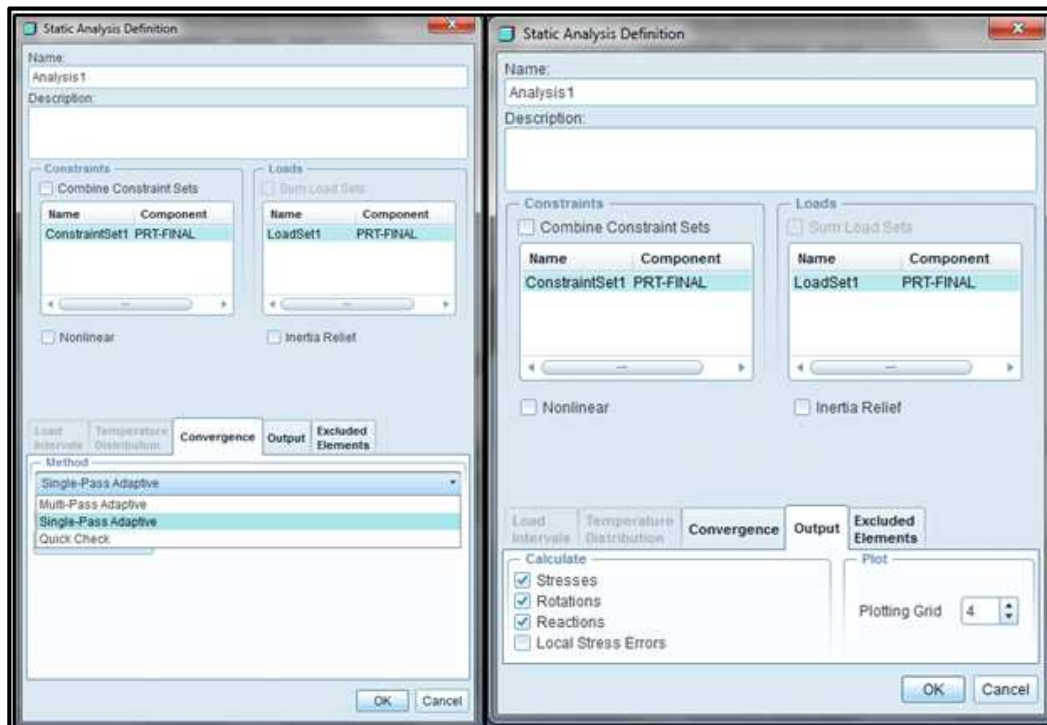 Static Analysis Definition
Name:
Analysis1
Description:
Constraints
Combine Constraint Sets
Name Component
ConstraintSet1 PRT-FINAL
Loads
Sum Load Sets
Name Component
LoadSet1 PRT-FINAL
Nonlinear
Inertia Relief
Load Intervals
Temperature Distribution
Convergence
Output
Excluded Elements
Method
Single-Pass Adaptive
Multi-Pass Adaptive
Single-Pass Adaptive
Quick Check
OK
Cancel
Static Analysis Definition
Name:
Analysis1
Description:
Constraints
Combine Constraint Sets
Name Component
ConstraintSet1 PRT-FINAL
Loads
Sum Load Sets
Name Component
LoadSet1 PRT-FINAL
Nonlinear
Inertia Relief
Load Intervals
Temperature Distribution
Convergence
Output
Excluded Elements
Calculate
Stresses
Rotations
Reactions
Local Stress Errors
Plot
Plotting Grid 4
OK
Cancel